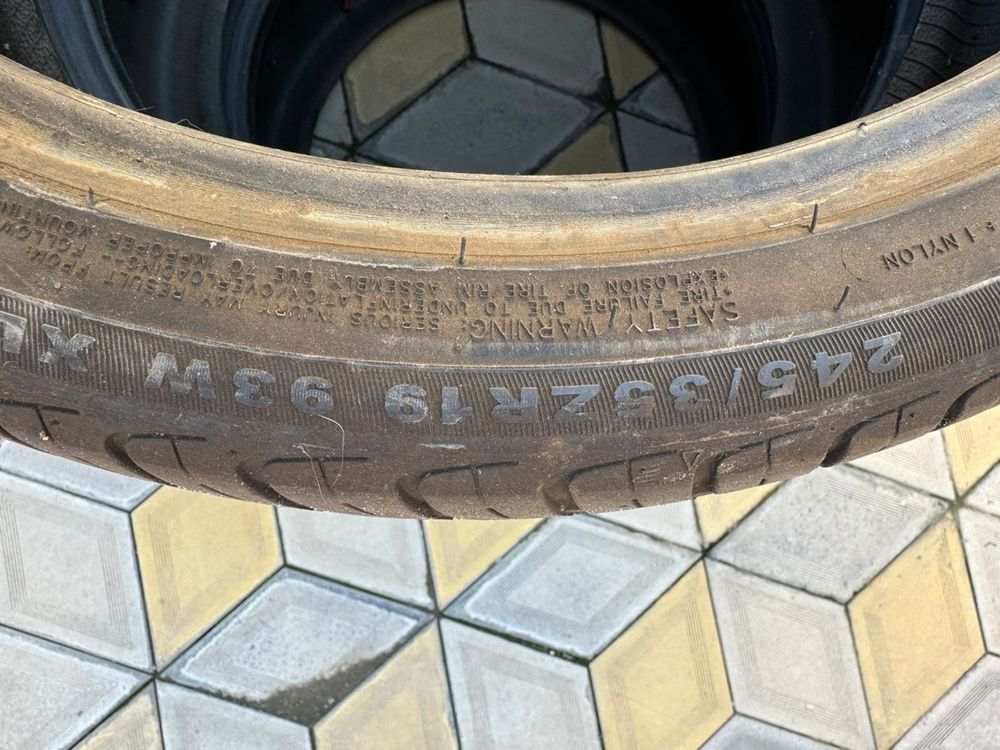 245/35ZR19 93W XL
SAFETY/WARNING:
*TIRE FAILURE DUE TO
*EXPLOSION OF TIRE/RIM
SERIOUS INJURY MAY RESULT FROM
UNDERINFLATION/OVERLOADING
ASSEMBLY DUE TO IMPROPER MOUNTIN
1 NYLON